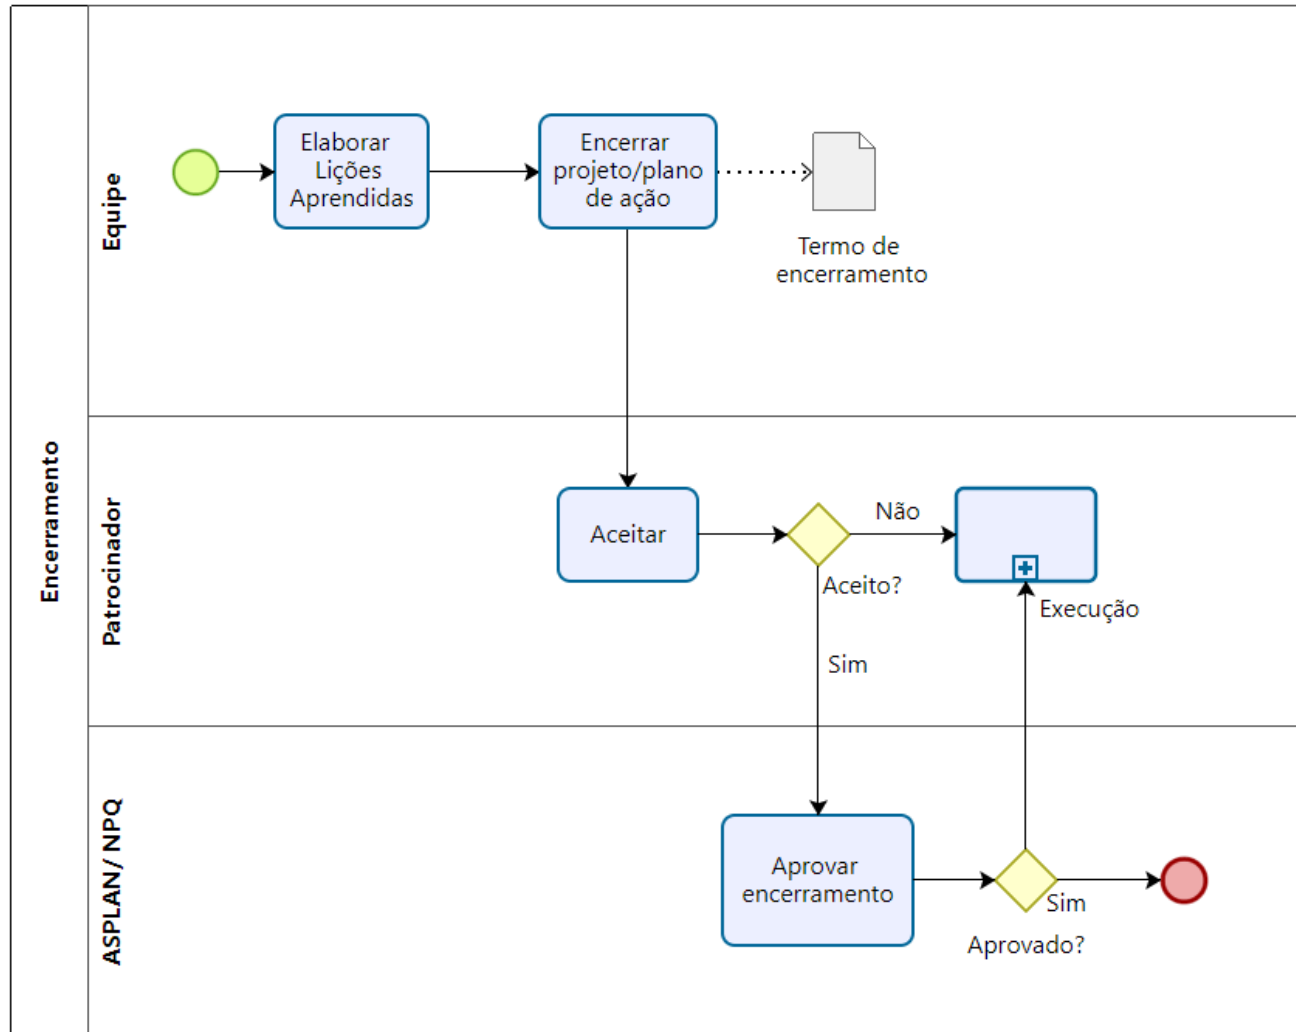 Encerramento
Equipe
Elaborar
Lições
Aprendidas
Encerrar
projeto/plano
de ação
Termo de
encerramento
Patrocinador
Aceitar
Aceito?
Não
Execução
Sim
ASPLAN/ NPQ
Aprovar
encerramento
Aprovado?
Sim